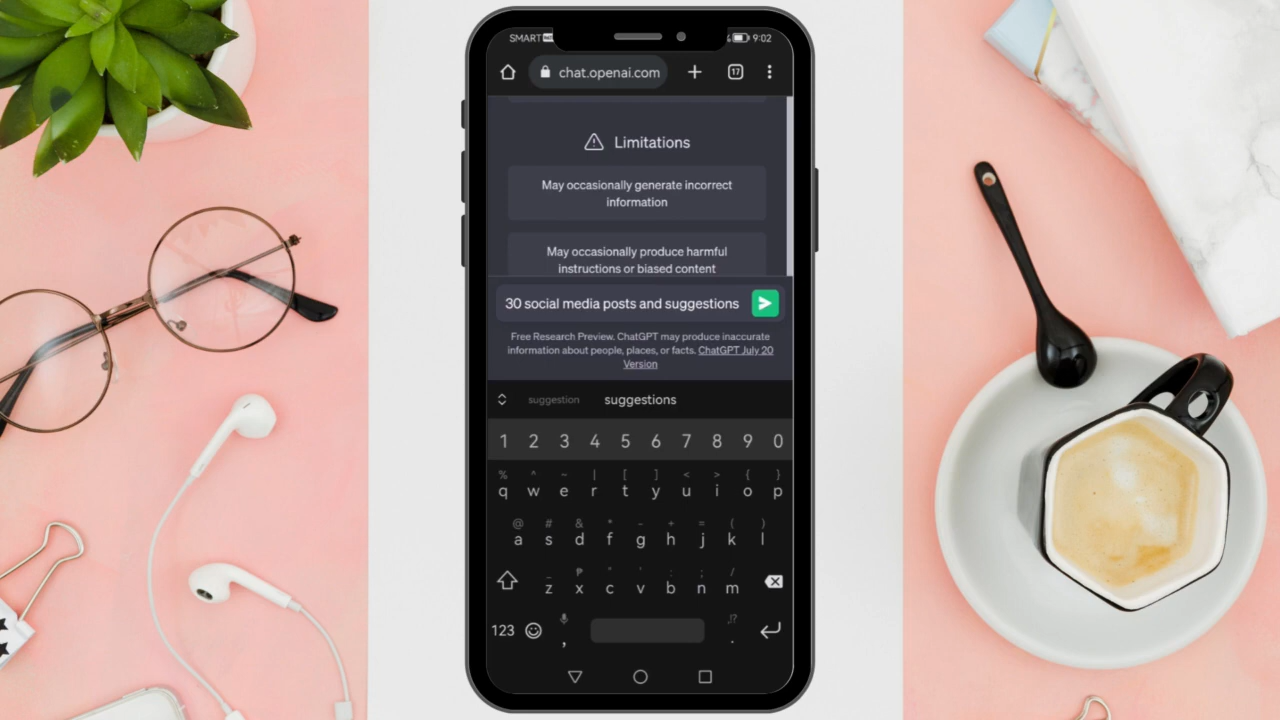 SMART
9:02
chat.openai.com
17
Limitations
May occasionally generate incorrect
information
May occasionally produce harmful
instructions or biased content
30 social media posts and suggestions
Free Research Preview. ChatGPT may produce inaccurate
information about people, places, or facts. ChatGPT July 20
Version
suggestion suggestions
1 2 3 4 5 6 7 8 9 0
% ^ ~ | [ ] < > { }
q w e r t y u i o p
@ # & * - + = ( )
a s d f g h j k l
_ ₱ " ' : ; /
z x c v b n m
123 , . ,!?